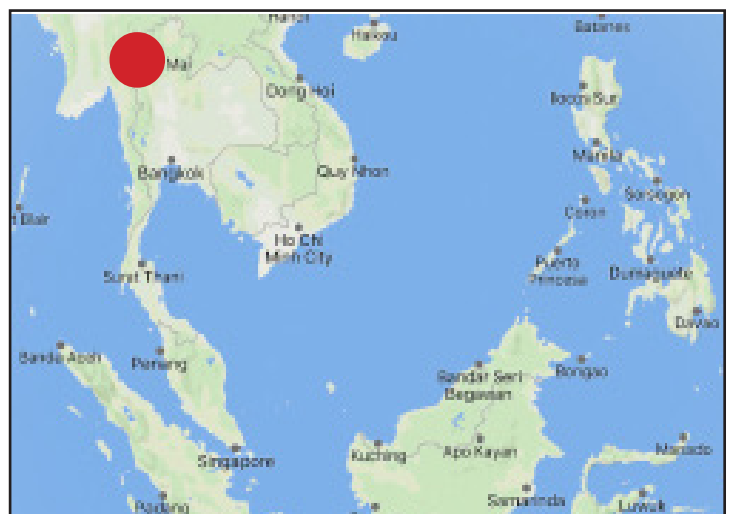 Hanoi
Batanes
Haikou
Mai
Dong Hoi
Ilocos Sur
Manila
Bangkok
Quy Nhon
Sorsogon
t Blair
Coron
Ho Chi
Minh City
Surat Thani
Puerto
Princesa
Dumaguete
Davao
Banda Aceh
Penang
Bandar Seri
Begawan
Bongao
Kuching
Apo Kayan
Manado
Singapore
Padang
Samarinda
Luwuk